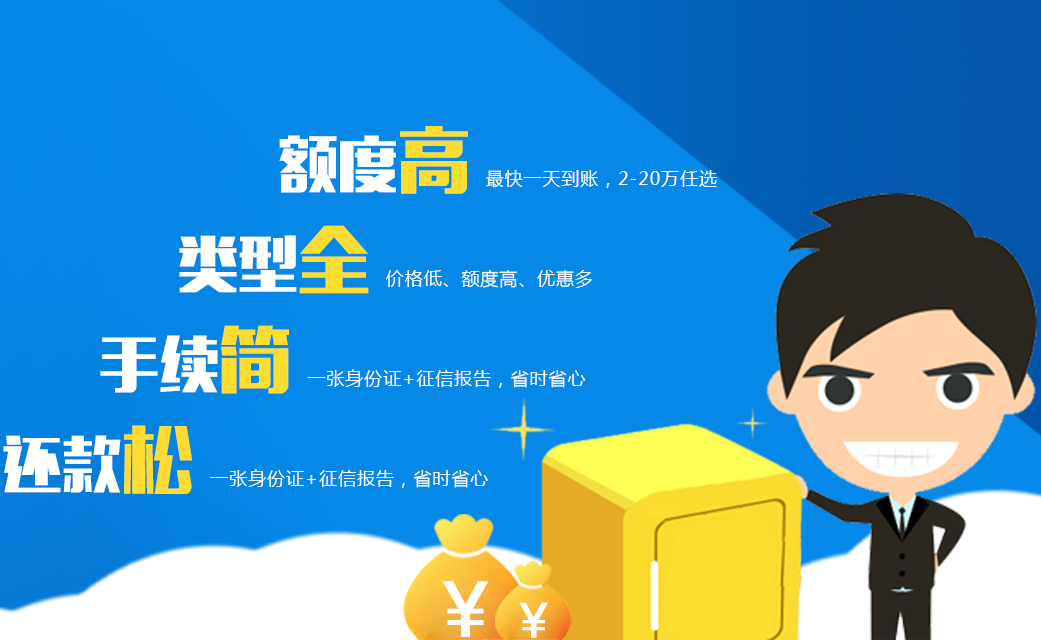 额度高 最快一天到账，2-20万任选
类型全 价格低、额度高、优惠多
手续简 一张身份证+征信报告，省时省心
还款松 一张身份证+征信报告，省时省心
¥
¥